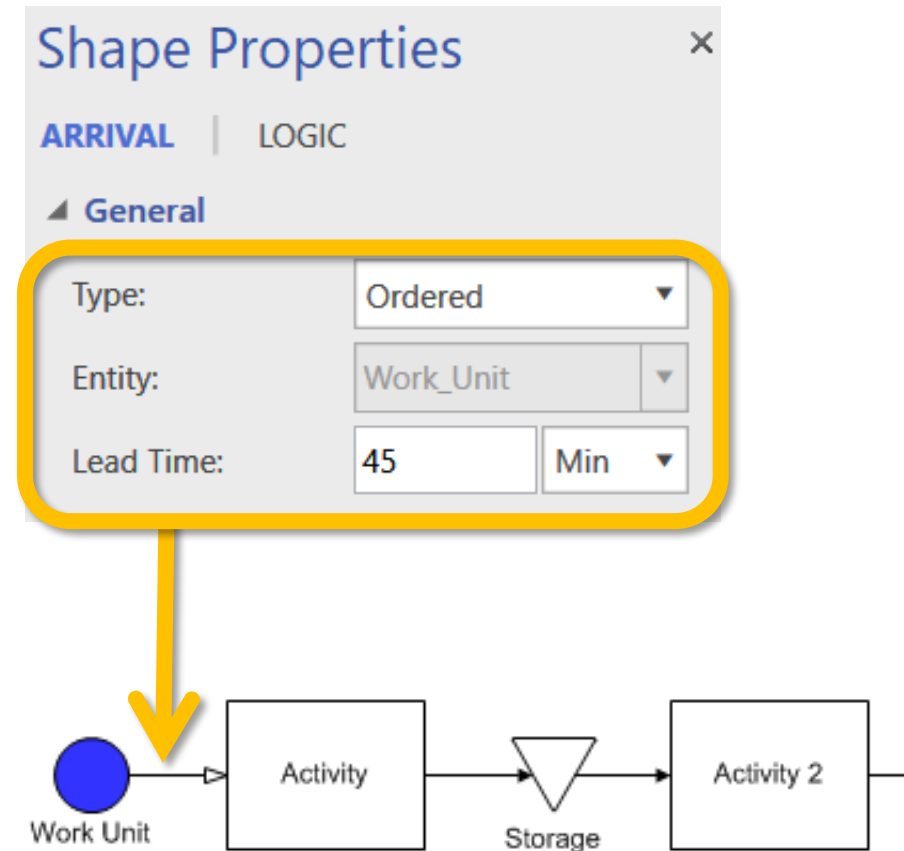 Shape Properties ×
ARRIVAL | LOGIC
General
Type: Ordered
Entity: Work_Unit
Lead Time: 45 Min
Activity
Activity 2
Work Unit
Storage